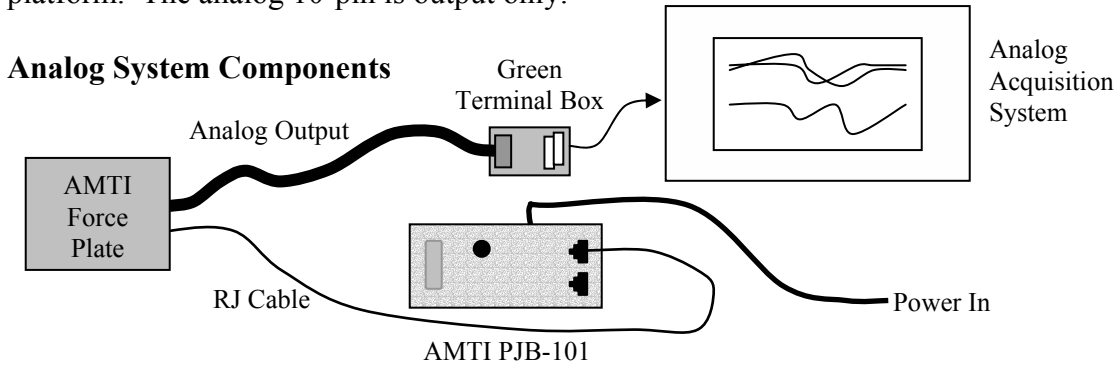 platform. The analog 10-pin is output only.
Analog System Components
Green
Terminal Box
Analog
Acquisition
System
Analog Output
AMTI
Force
Plate
RJ Cable
Power In
AMTI PJB-101